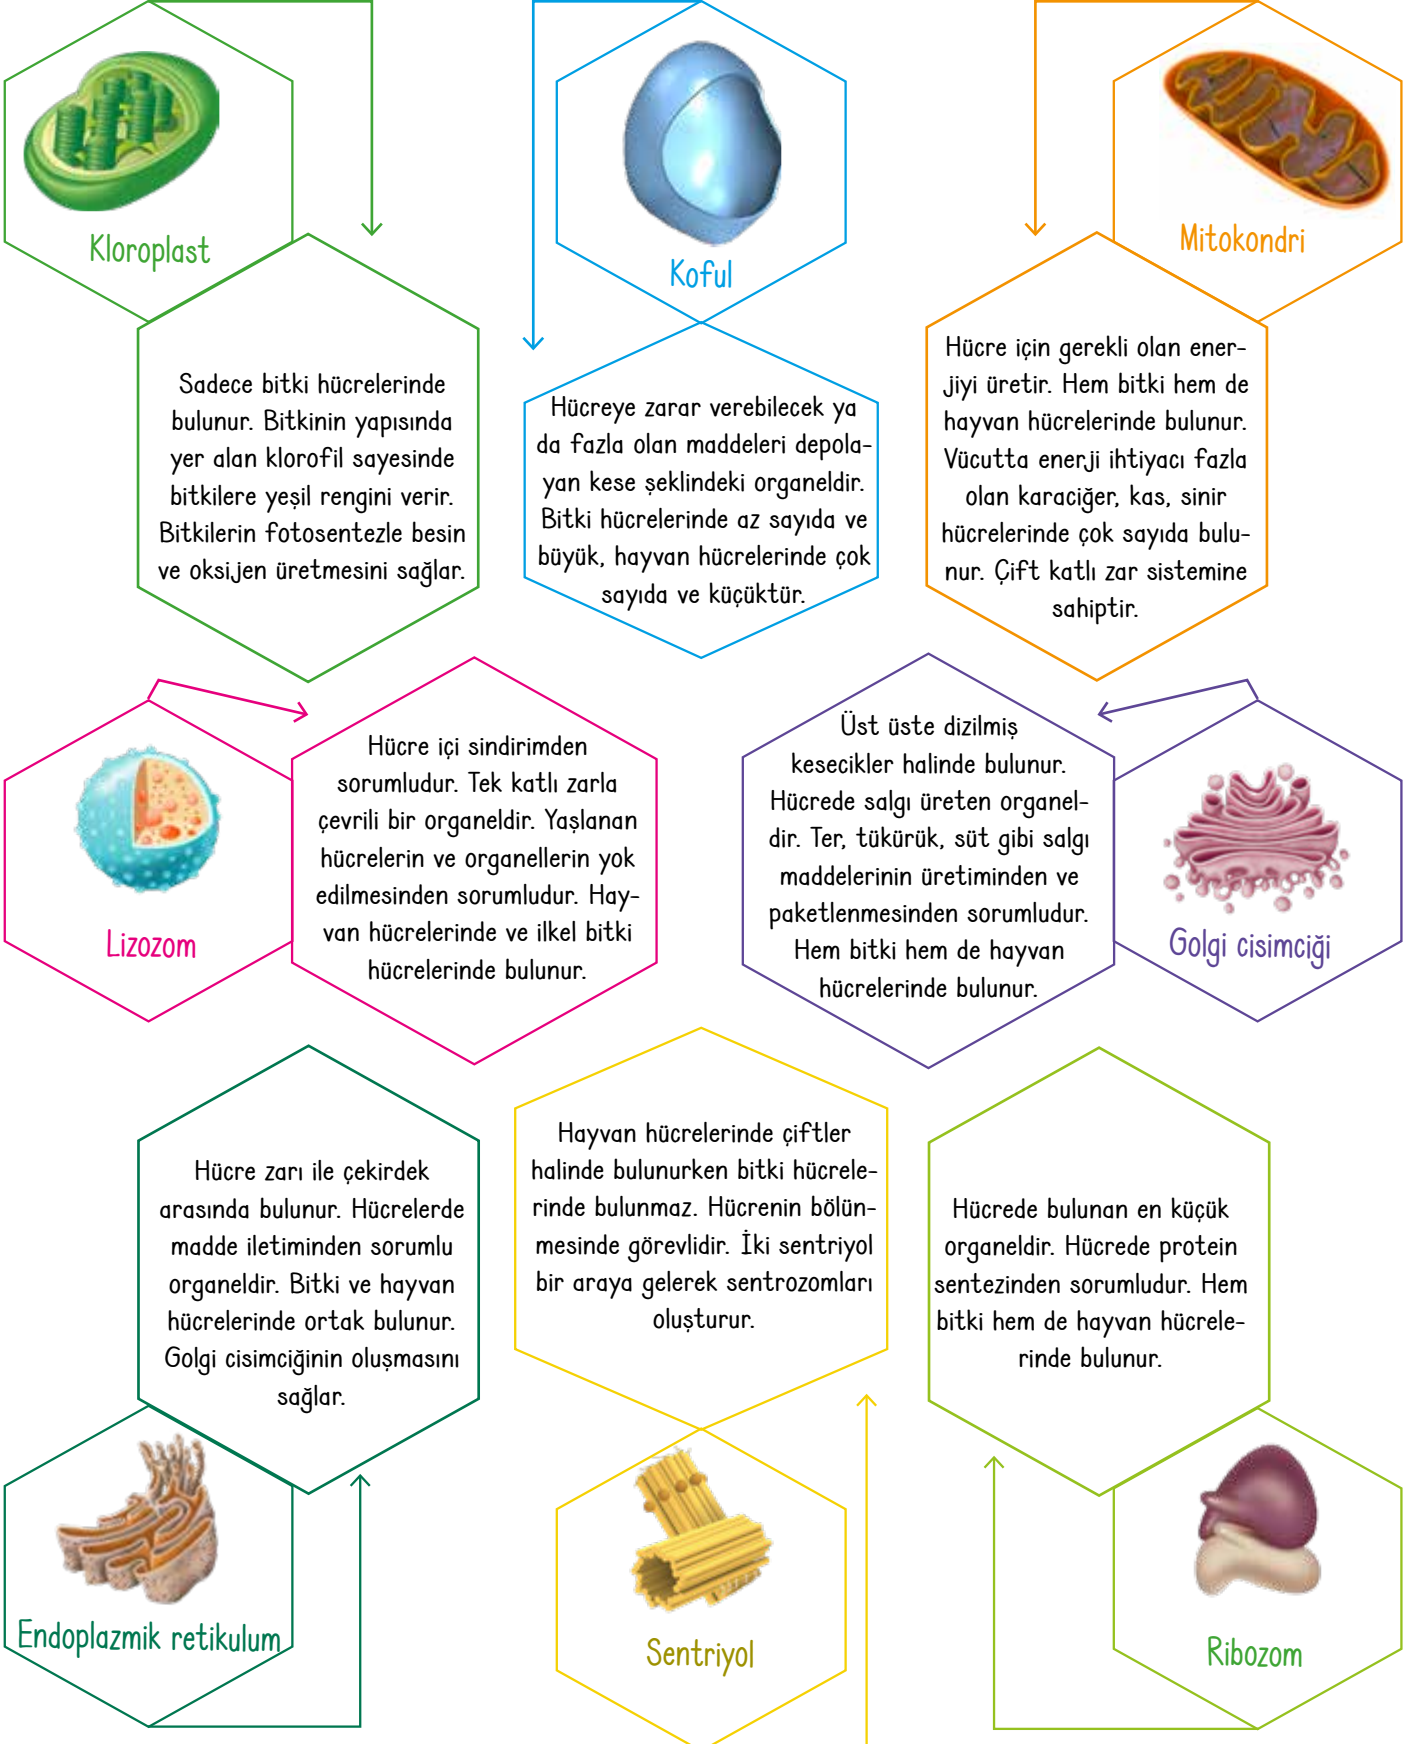 Kloroplast
Sadece bitki hücrelerinde
bulunur. Bitkinin yapısında
yer alan klorofil sayesinde
bitkilere yeşil rengini verir.
Bitkilerin fotosentezle besin
ve oksijen üretmesini sağlar.
Koful
Hücreye zarar verebilecek ya
da fazla olan maddeleri depola-
yan kese şeklindeki organeldir.
Bitki hücrelerinde az sayıda ve
büyük, hayvan hücrelerinde çok
sayıda ve küçüktür.
Mitokondri
Hücre için gerekli olan ener-
jiyi üretir. Hem bitki hem de
hayvan hücrelerinde bulunur.
Vücutta enerji ihtiyacı fazla
olan karaciğer, kas, sinir
hücrelerinde çok sayıda bulu-
nur. Çift katlı zar sistemine
sahiptir.
Lizozom
Hücre içi sindirimden
sorumludur. Tek katlı zarla
çevrili bir organeldir. Yaşlanan
hücrelerin ve organellerin yok
edilmesinden sorumludur. Hay-
van hücrelerinde ve ilkel bitki
hücrelerinde bulunur.
Üst üste dizilmiş
kesecikler halinde bulunur.
Hücrede salgı üreten organel-
dir. Ter, tükürük, süt gibi salgı
maddelerinin üretiminden ve
paketlenmesinden sorumludur.
Hem bitki hem de hayvan
hücrelerinde bulunur.
Golgi cisimciği
Hücre zarı ile çekirdek
arasında bulunur. Hücrelerde
madde iletiminden sorumlu
organeldir. Bitki ve hayvan
hücrelerinde ortak bulunur.
Golgi cisimciğinin oluşmasını
sağlar.
Endoplazmik retikulum
Hayvan hücrelerinde çiftler
halinde bulunurken bitki hücrele-
rinde bulunmaz. Hücrenin bölün-
mesinde görevlidir. İki sentriyol
bir araya gelerek sentrozomları
oluşturur.
Sentriyol
Hücrede bulunan en küçük
organeldir. Hücrede protein
sentezinden sorumludur. Hem
bitki hem de hayvan hücrele-
rinde bulunur.
Ribozom